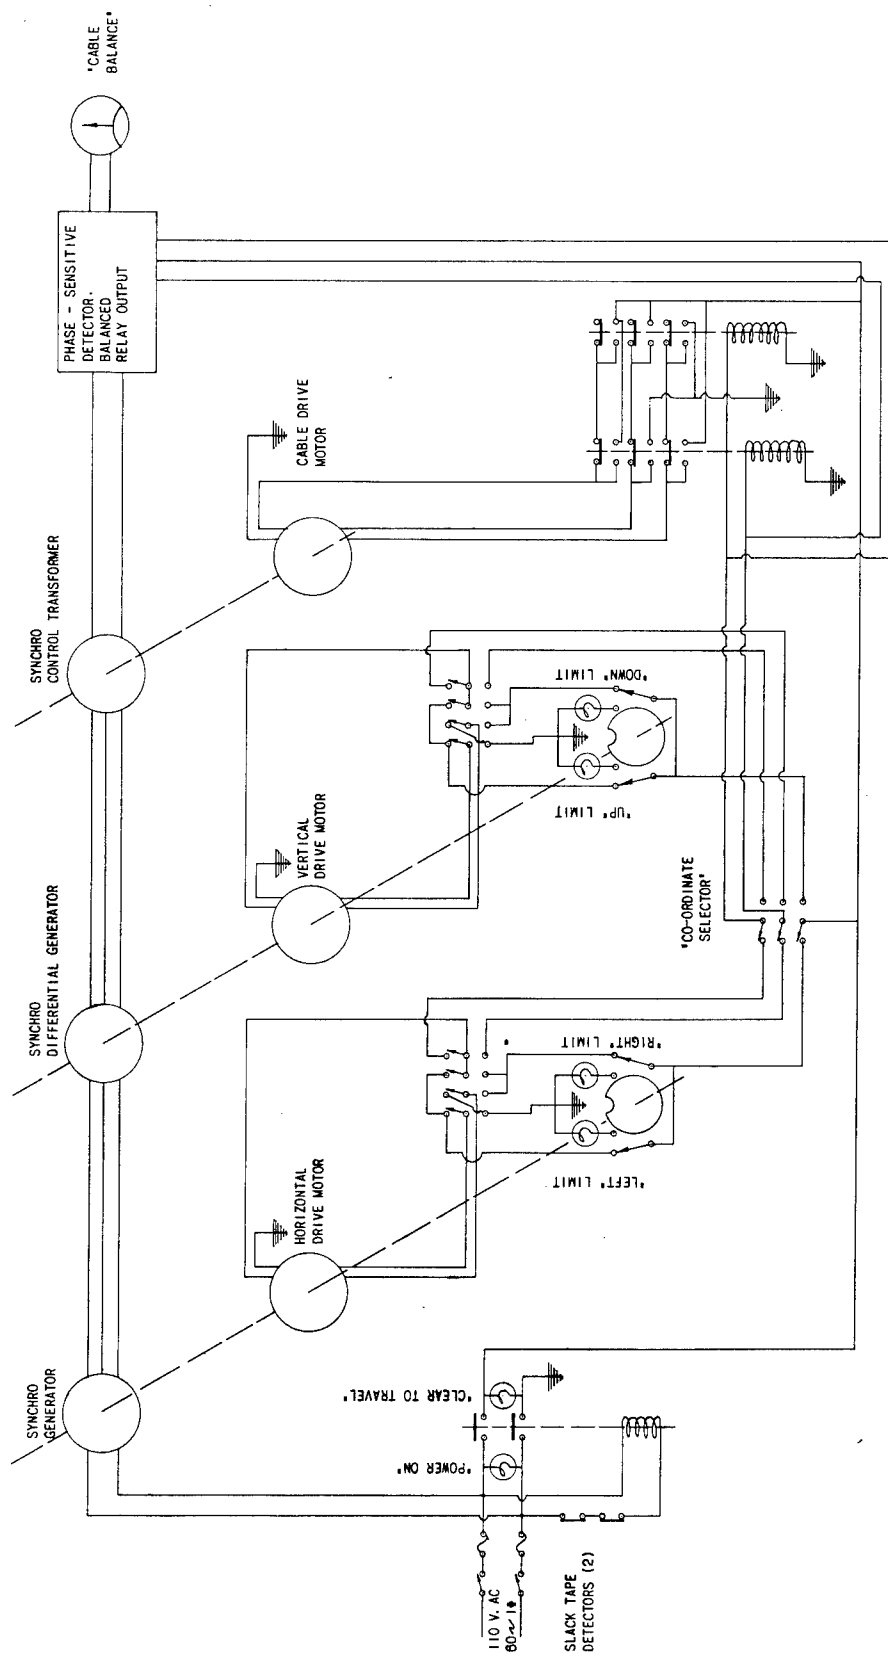 "CABLE
BALANCE"
PHASE - SENSITIVE
DETECTOR.
BALANCED
RELAY OUTPUT
CABLE DRIVE
MOTOR
SYNCHRO
CONTROL TRANSFORMER
"DOWN" LIMIT
"UP" LIMIT
VERTICAL
DRIVE MOTOR
"CO-ORDINATE
SELECTOR"
SYNCHRO
DIFFERENTIAL GENERATOR
"RIGHT" LIMIT
"LEFT" LIMIT
HORIZONTAL
DRIVE MOTOR
SYNCHRO
GENERATOR
"CLEAR TO TRAVEL"
"POWER ON"
110 V. AC
60~1ϕ
SLACK TAPE
DETECTORS (2)